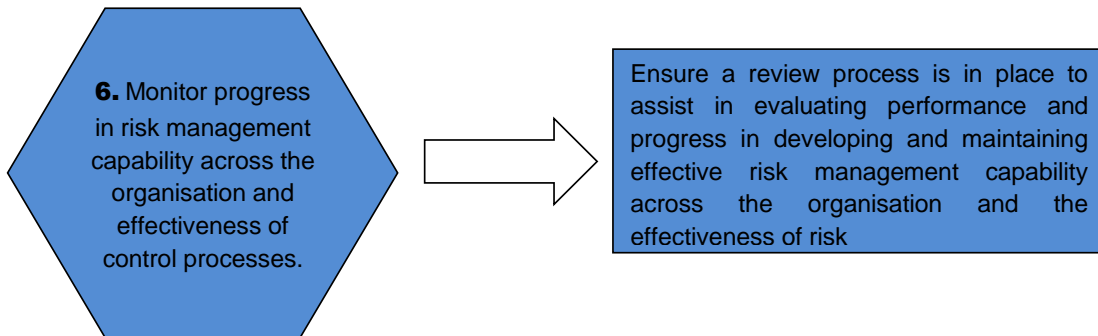 6. Monitor progress
in risk management
capability across the
organisation and
effectiveness of
control processes.
Ensure a review process is in place to
assist in evaluating performance and
progress in developing and maintaining
effective risk management capability
across the organisation and the
effectiveness of risk